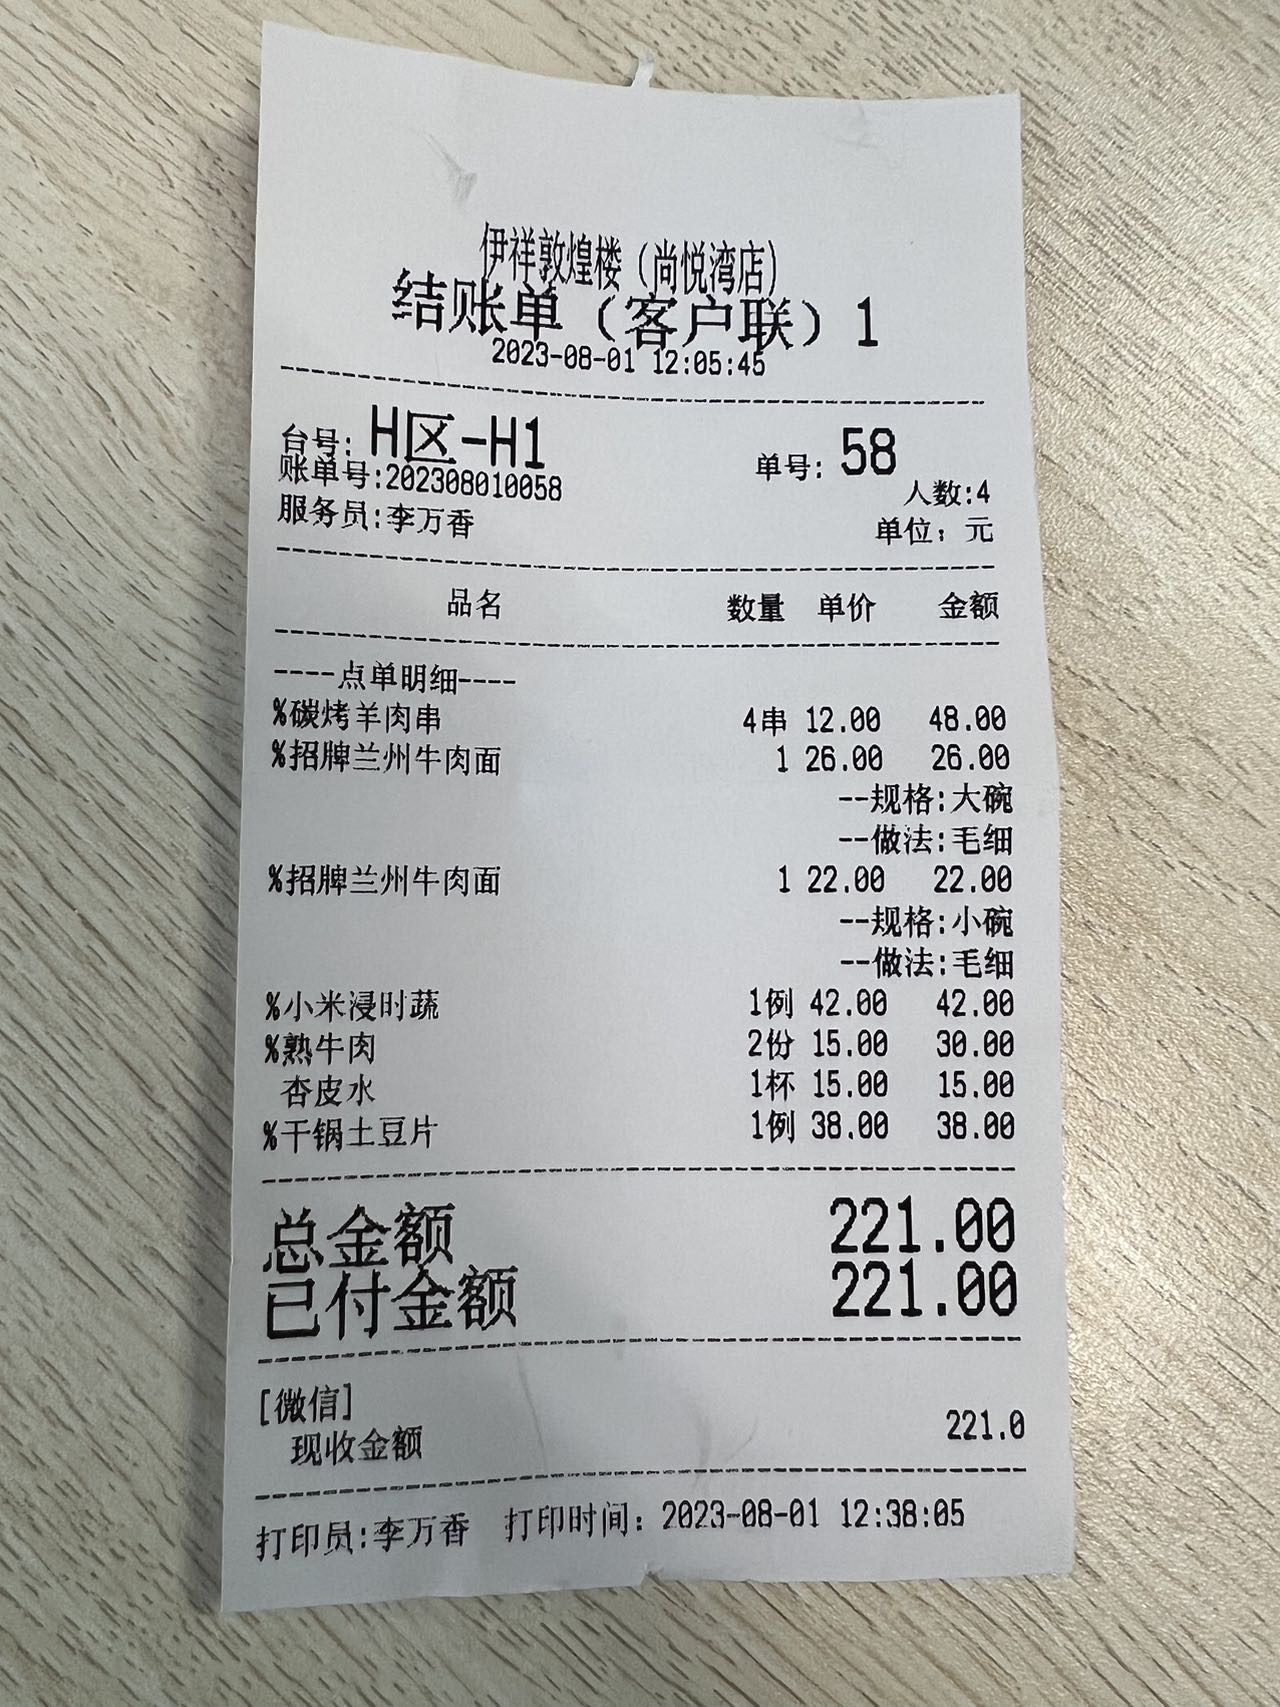 伊祥敦煌楼（尚悦湾店）
结账单（客户联）1
2023-08-01 12:05:45
台号: H区-H1 单号: 58
账单号:202308010058 人数:4
服务员:李万香 单位: 元
品名 数量 单价 金额
----点单明细----
%碳烤羊肉串 4串 12.00 48.00
%招牌兰州牛肉面 1 26.00 26.00
--规格:大碗
--做法:毛细
%招牌兰州牛肉面 1 22.00 22.00
--规格:小碗
--做法:毛细
%小米浸时蔬 1例 42.00 42.00
%熟牛肉 2份 15.00 30.00
杏皮水 1杯 15.00 15.00
%干锅土豆片 1例 38.00 38.00
总金额 221.00
已付金额 221.00
[微信]
现收金额 221.0
打印员:李万香 打印时间: 2023-08-01 12:38:05